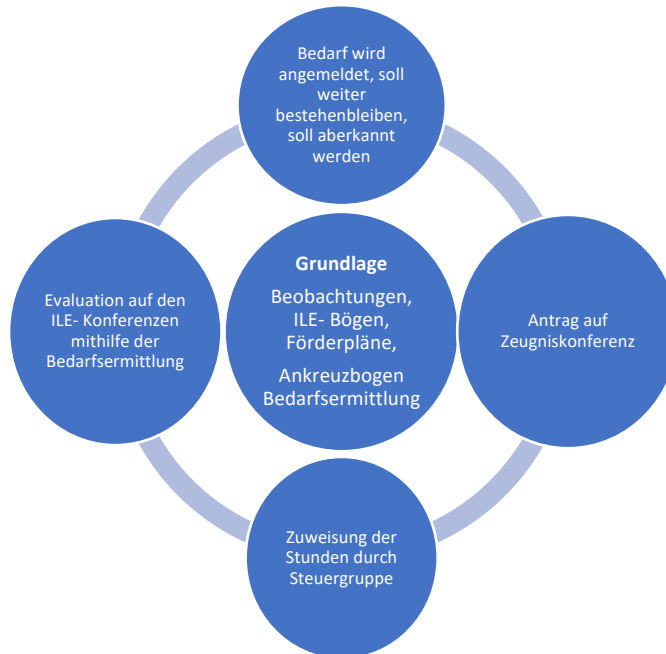 Bedarf wird
angemeldet, soll
weiter
bestehenbleiben,
soll aberkannt
werden
Evaluation auf den
ILE- Konferenzen
mithilfe der
Bedarfsermittlung
Grundlage
Beobachtungen,
ILE- Bögen,
Förderpläne,
Ankreuzbogen
Bedarfsermittlung
Antrag auf
Zeugniskonferenz
Zuweisung der
Stunden durch
Steuergruppe